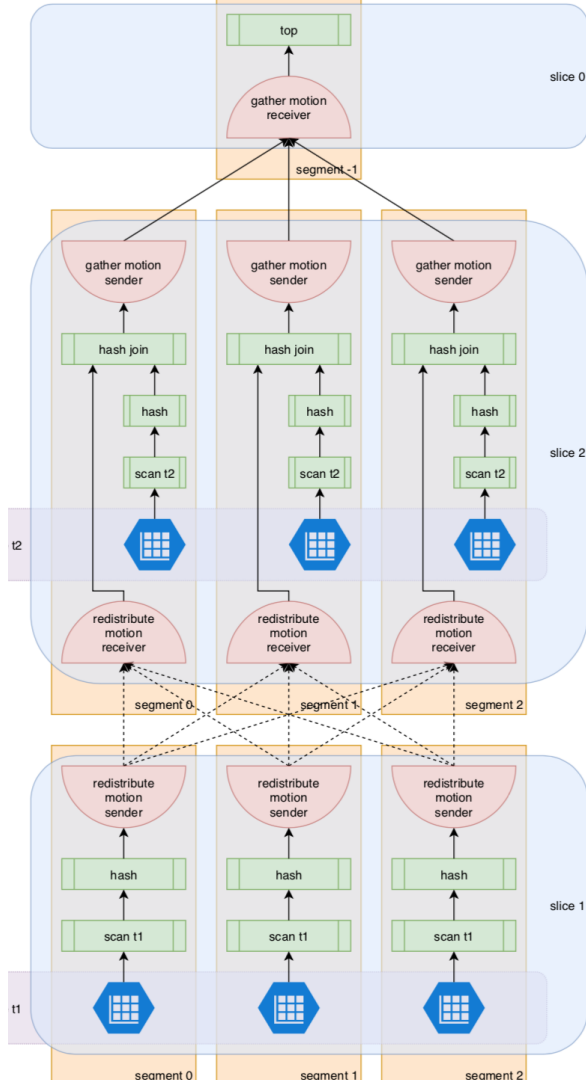 top
slice 0
gather motion
receiver
segment -1
gather motion
sender
gather motion
sender
gather motion
sender
hash join
hash join
hash join
hash
hash
hash
slice 2
scan t2
scan t2
scan t2
t2
redistribute
motion
receiver
redistribute
motion
receiver
redistribute
motion
receiver
segment 0
segment 1
segment 2
redistribute
motion
sender
redistribute
motion
sender
redistribute
motion
sender
hash
hash
hash
slice 1
scan t1
scan t1
scan t1
t1
segment 0
segment 1
segment 2